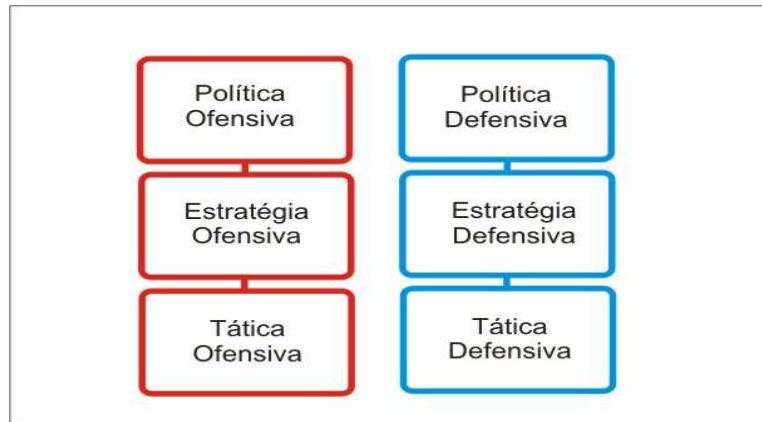 Política
Ofensiva
Estratégia
Ofensiva
Tática
Ofensiva
Política
Defensiva
Estratégia
Defensiva
Tática
Defensiva